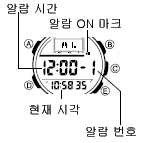 알람 시간
알람 ON 마크
A1.
Ⓐ
Ⓑ
12:00-1
Ⓒ
Ⓓ
10:58 35
Ⓔ
현재 시각
알람 번호